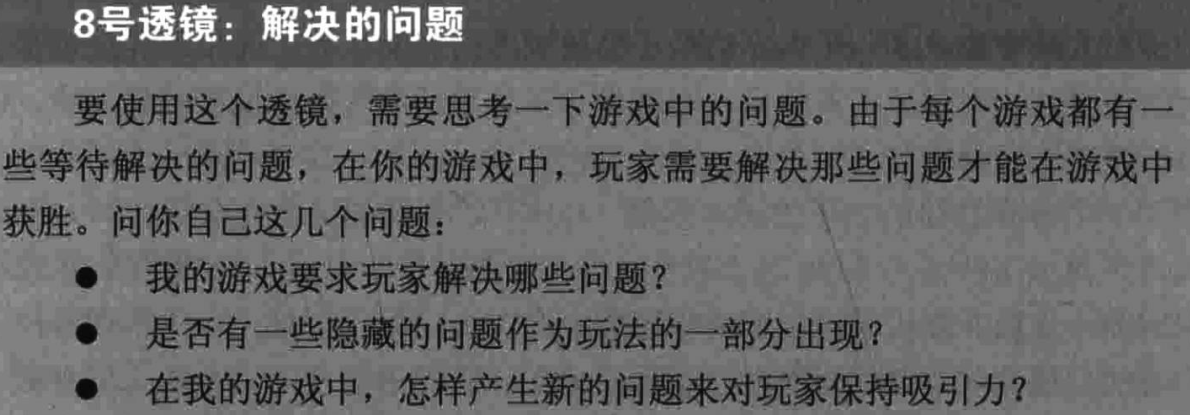 8号透镜：解决的问题
要使用这个透镜，需要思考一下游戏中的问题。由于每个游戏都有一
些等待解决的问题，在你的游戏中，玩家需要解决那些问题才能在游戏中
获胜。问你自己这几个问题：
● 我的游戏要求玩家解决哪些问题？
● 是否有一些隐藏的问题作为玩法的一部分出现？
● 在我的游戏中，怎样产生新的问题来对玩家保持吸引力？